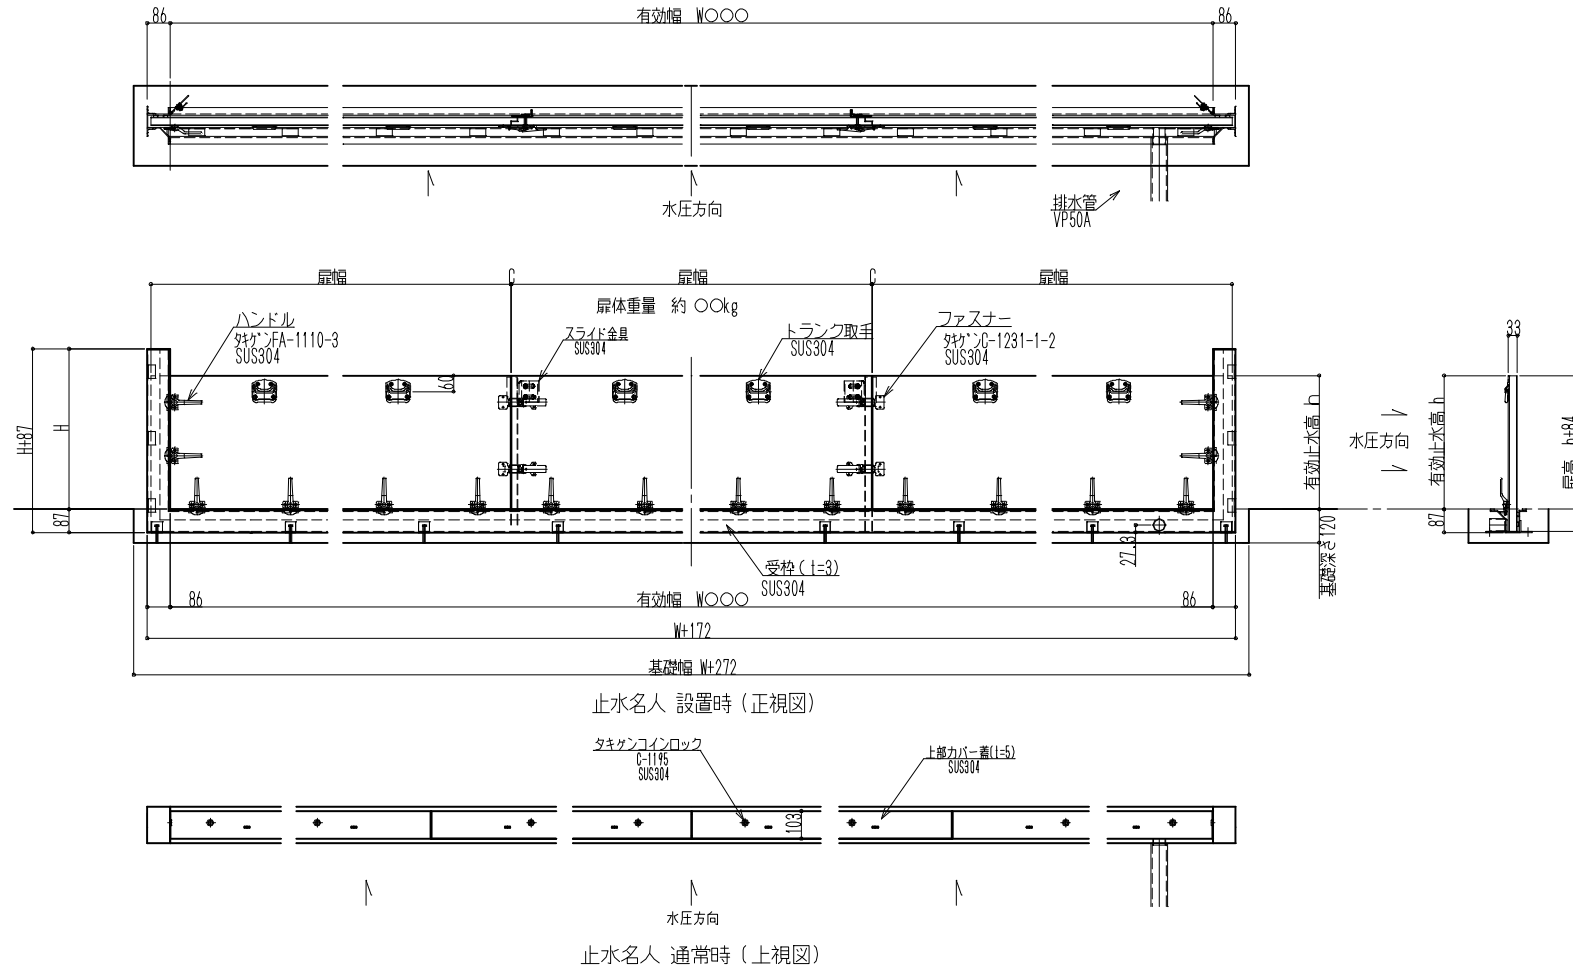 86
有効幅 W○○○
86
水圧方向
排水管
VP50A
扉幅
C
扉幅
C
扉幅
扉体重量 約 ○○kg
ハンドル
タキゲンFA-1110-3
SUS304
スライド金具
SUS304
トランク取手
SUS304
ファスナー
タキゲンC-1231-1-2
SUS304
33
60
H+87
H
87
有効止水高 h
水圧方向
有効止水高 h
扉高 h+84
87
基礎深さ120
27.3
受枠(t=3)
SUS304
86
有効幅 W○○○
86
W+172
基礎幅 W+272
止水名人 設置時(正視図)
タキゲンコインロック
C-1195
SUS304
上部カバー蓋(t=5)
SUS304
103
水圧方向
止水名人 通常時(上視図)